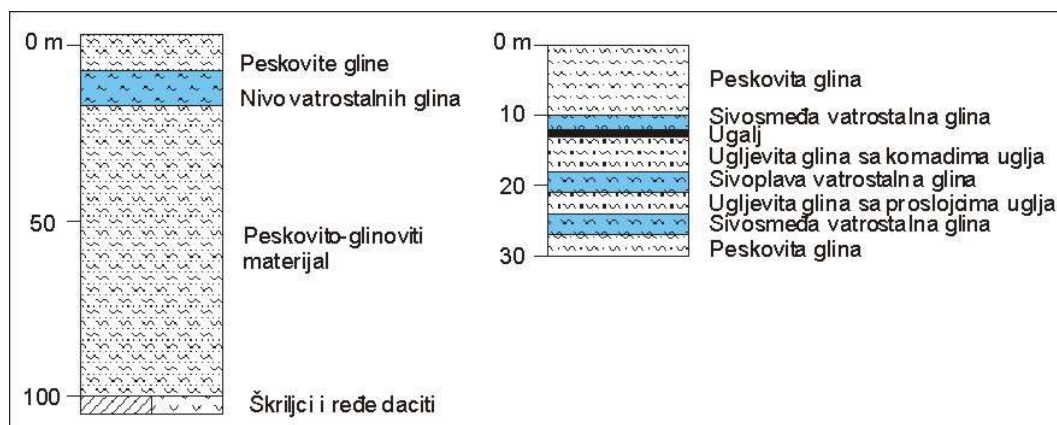 0 m
Peskovite gline
Nivo vatrostalnih glina
50
Peskovito-glinoviti
materijal
100
Škriljci i ređe daciti
0 m
Peskovita glina
10
Sivosmeđa vatrostalna glina
Ugalj
Ugljevita glina sa komadima uglja
20
Sivoplava vatrostalna glina
Ugljevita glina sa proslojcima uglja
Sivosmeđa vatrostalna glina
Peskovita glina
30